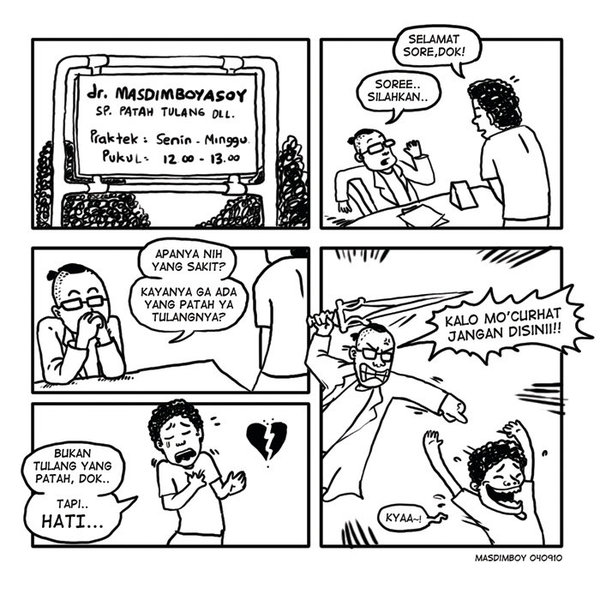 dr. MASDIMBOYASOY
SP. PATAH TULANG DLL.
Praktek : Senin - Minggu
Pukul : 12 00 - 13.00
SELAMAT
SORE,DOK!
SOREE..
SILAHKAN..
APANYA NIH
YANG SAKIT?
KAYANYA GA ADA
YANG PATAH YA
TULANGNYA?
BUKAN
TULANG YANG
PATAH, DOK..
TAPI..
HATI...
KALO MO'CURHAT
JANGAN DISINII!!
KYAA~!
MASDIMBOY 040910